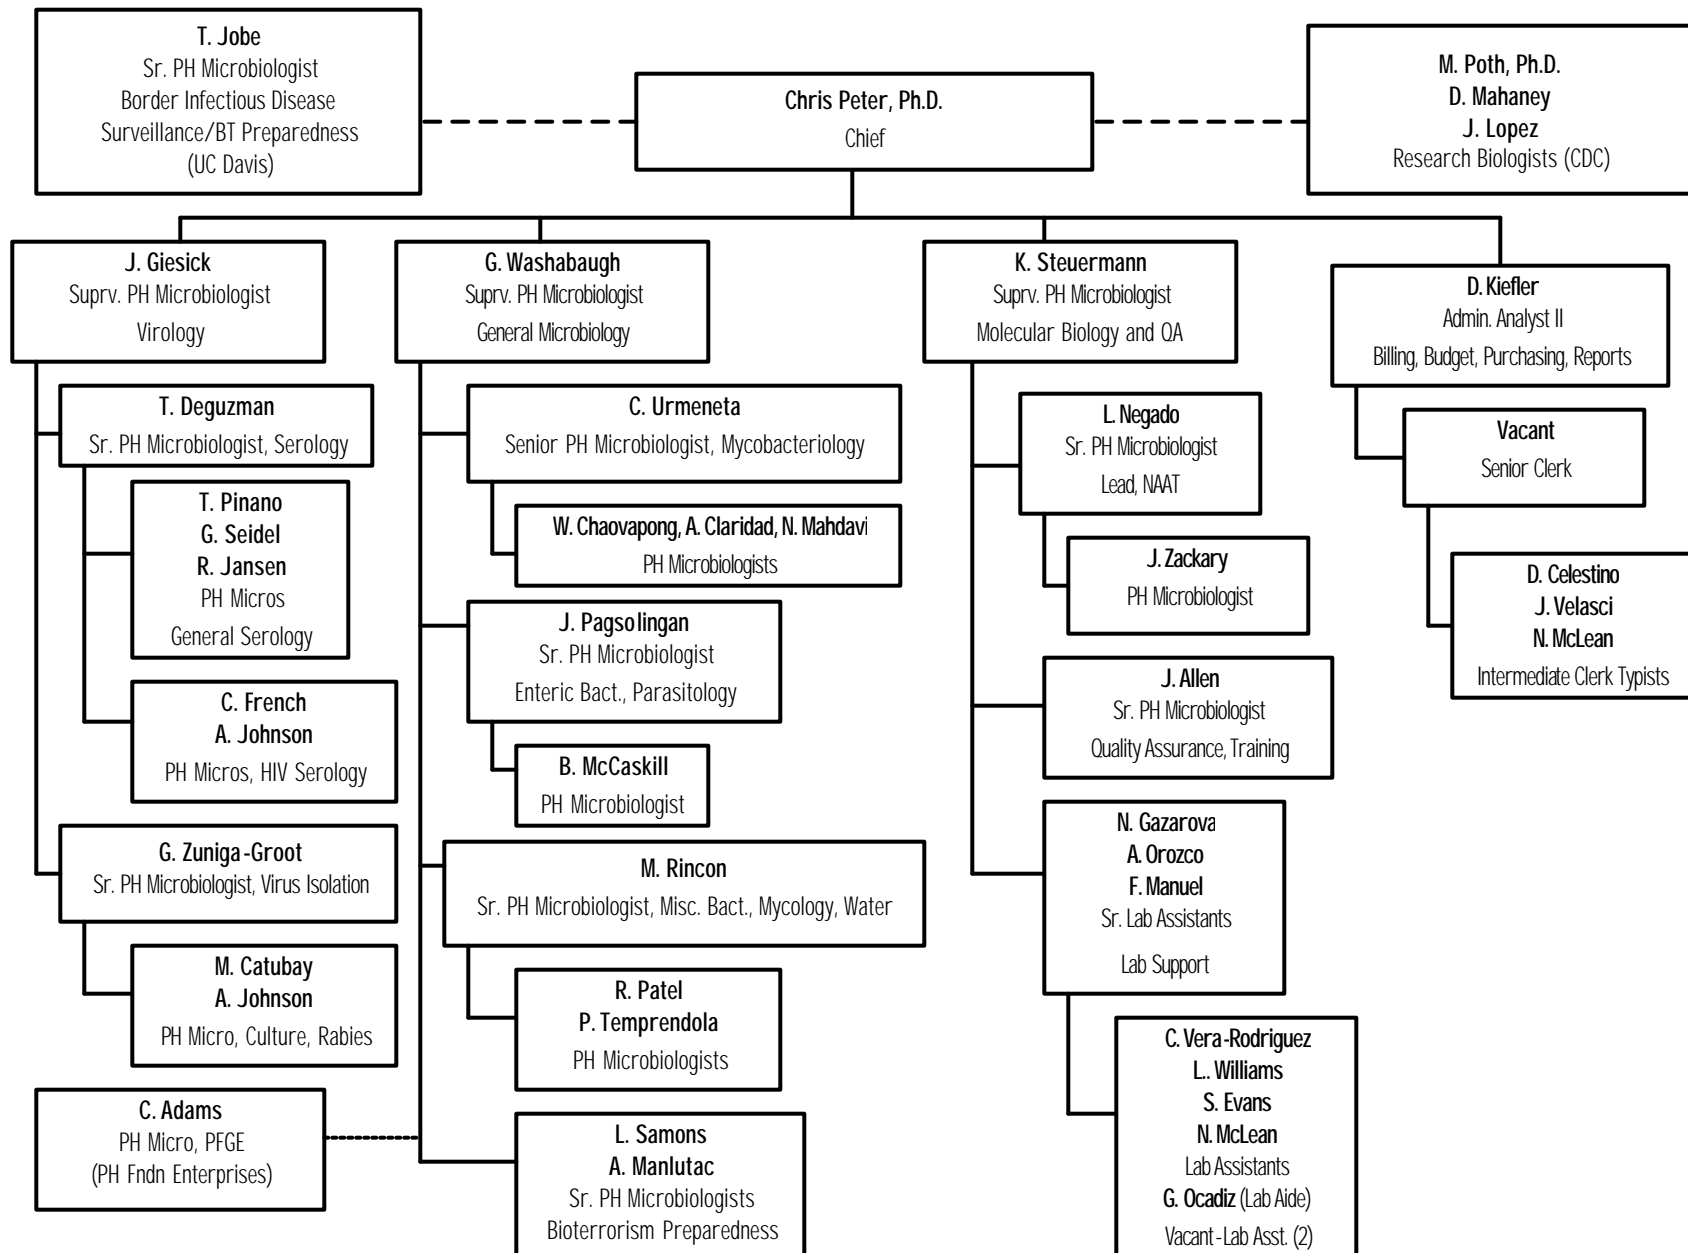 T. Jobe
Sr. PH Microbiologist
Border Infectious Disease
Surveillance/BT Preparedness
(UC Davis)
Chris Peter, Ph.D.
Chief
M. Poth, Ph.D.
D. Mahaney
J. Lopez
Research Biologists (CDC)
J. Giesick
Suprv. PH Microbiologist
Virology
T. Deguzman
Sr. PH Microbiologist, Serology
T. Pinano
G. Seidel
R. Jansen
PH Micros
General Serology
C. French
A. Johnson
PH Micros, HIV Serology
G. Zuniga-Groot
Sr. PH Microbiologist, Virus Isolation
M. Catubay
A. Johnson
PH Micro, Culture, Rabies
C. Adams
PH Micro, PFGE
(PH Fndn Enterprises)
G. Washabaugh
Suprv. PH Microbiologist
General Microbiology
C. Urmeneta
Senior PH Microbiologist, Mycobacteriology
W. Chaovapong, A. Claridad, N. Mahdavi
PH Microbiologists
J. Pagsolingan
Sr. PH Microbiologist
Enteric Bact., Parasitology
B. McCaskill
PH Microbiologist
M. Rincon
Sr. PH Microbiologist, Misc. Bact., Mycology, Water
R. Patel
P. Temprendola
PH Microbiologists
L. Samons
A. Manlutac
Sr. PH Microbiologists
Bioterrorism Preparedness
K. Steuermann
Suprv. PH Microbiologist
Molecular Biology and QA
L. Negado
Sr. PH Microbiologist
Lead, NAAT
J. Zackary
PH Microbiologist
J. Allen
Sr. PH Microbiologist
Quality Assurance, Training
N. Gazarova
A. Orozco
F. Manuel
Sr. Lab Assistants
Lab Support
C. Vera-Rodriguez
L.. Williams
S. Evans
N. McLean
Lab Assistants
G. Ocadiz (Lab Aide)
Vacant-Lab Asst. (2)
D. Kiefler
Admin. Analyst II
Billing, Budget, Purchasing, Reports
Vacant
Senior Clerk
D. Celestino
J. Velasci
N. McLean
Intermediate Clerk Typists